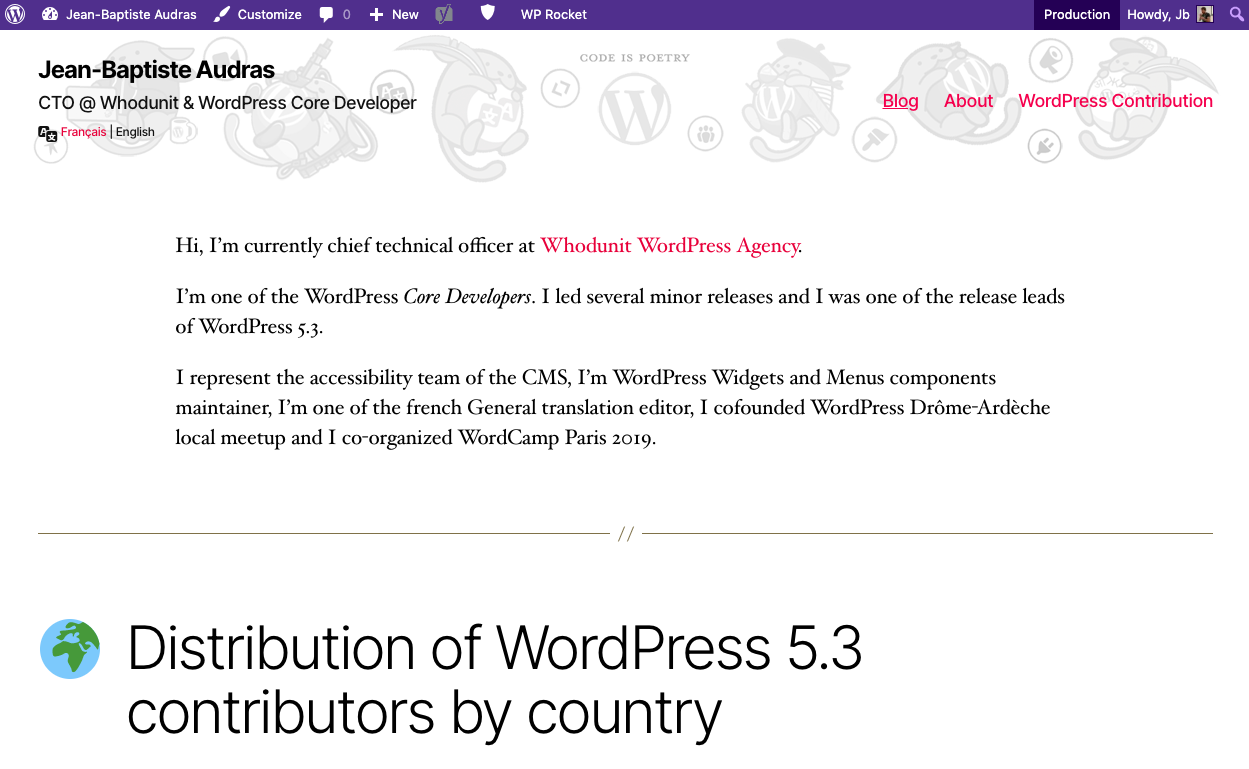 Jean-Baptiste Audras Customize 0 New WP Rocket Production Howdy, Jb
CODE IS POETRY
Jean-Baptiste Audras
CTO @ Whodunit & WordPress Core Developer
Blog About WordPress Contribution
Français | English
Hi, I’m currently chief technical officer at Whodunit WordPress Agency.
I’m one of the WordPress Core Developers. I led several minor releases and I was one of the release leads
of WordPress 5.3.
I represent the accessibility team of the CMS, I’m WordPress Widgets and Menus components
maintainer, I’m one of the french General translation editor, I cofounded WordPress Drôme-Ardèche
local meetup and I co-organized WordCamp Paris 2019.
//
Distribution of WordPress 5.3
contributors by country